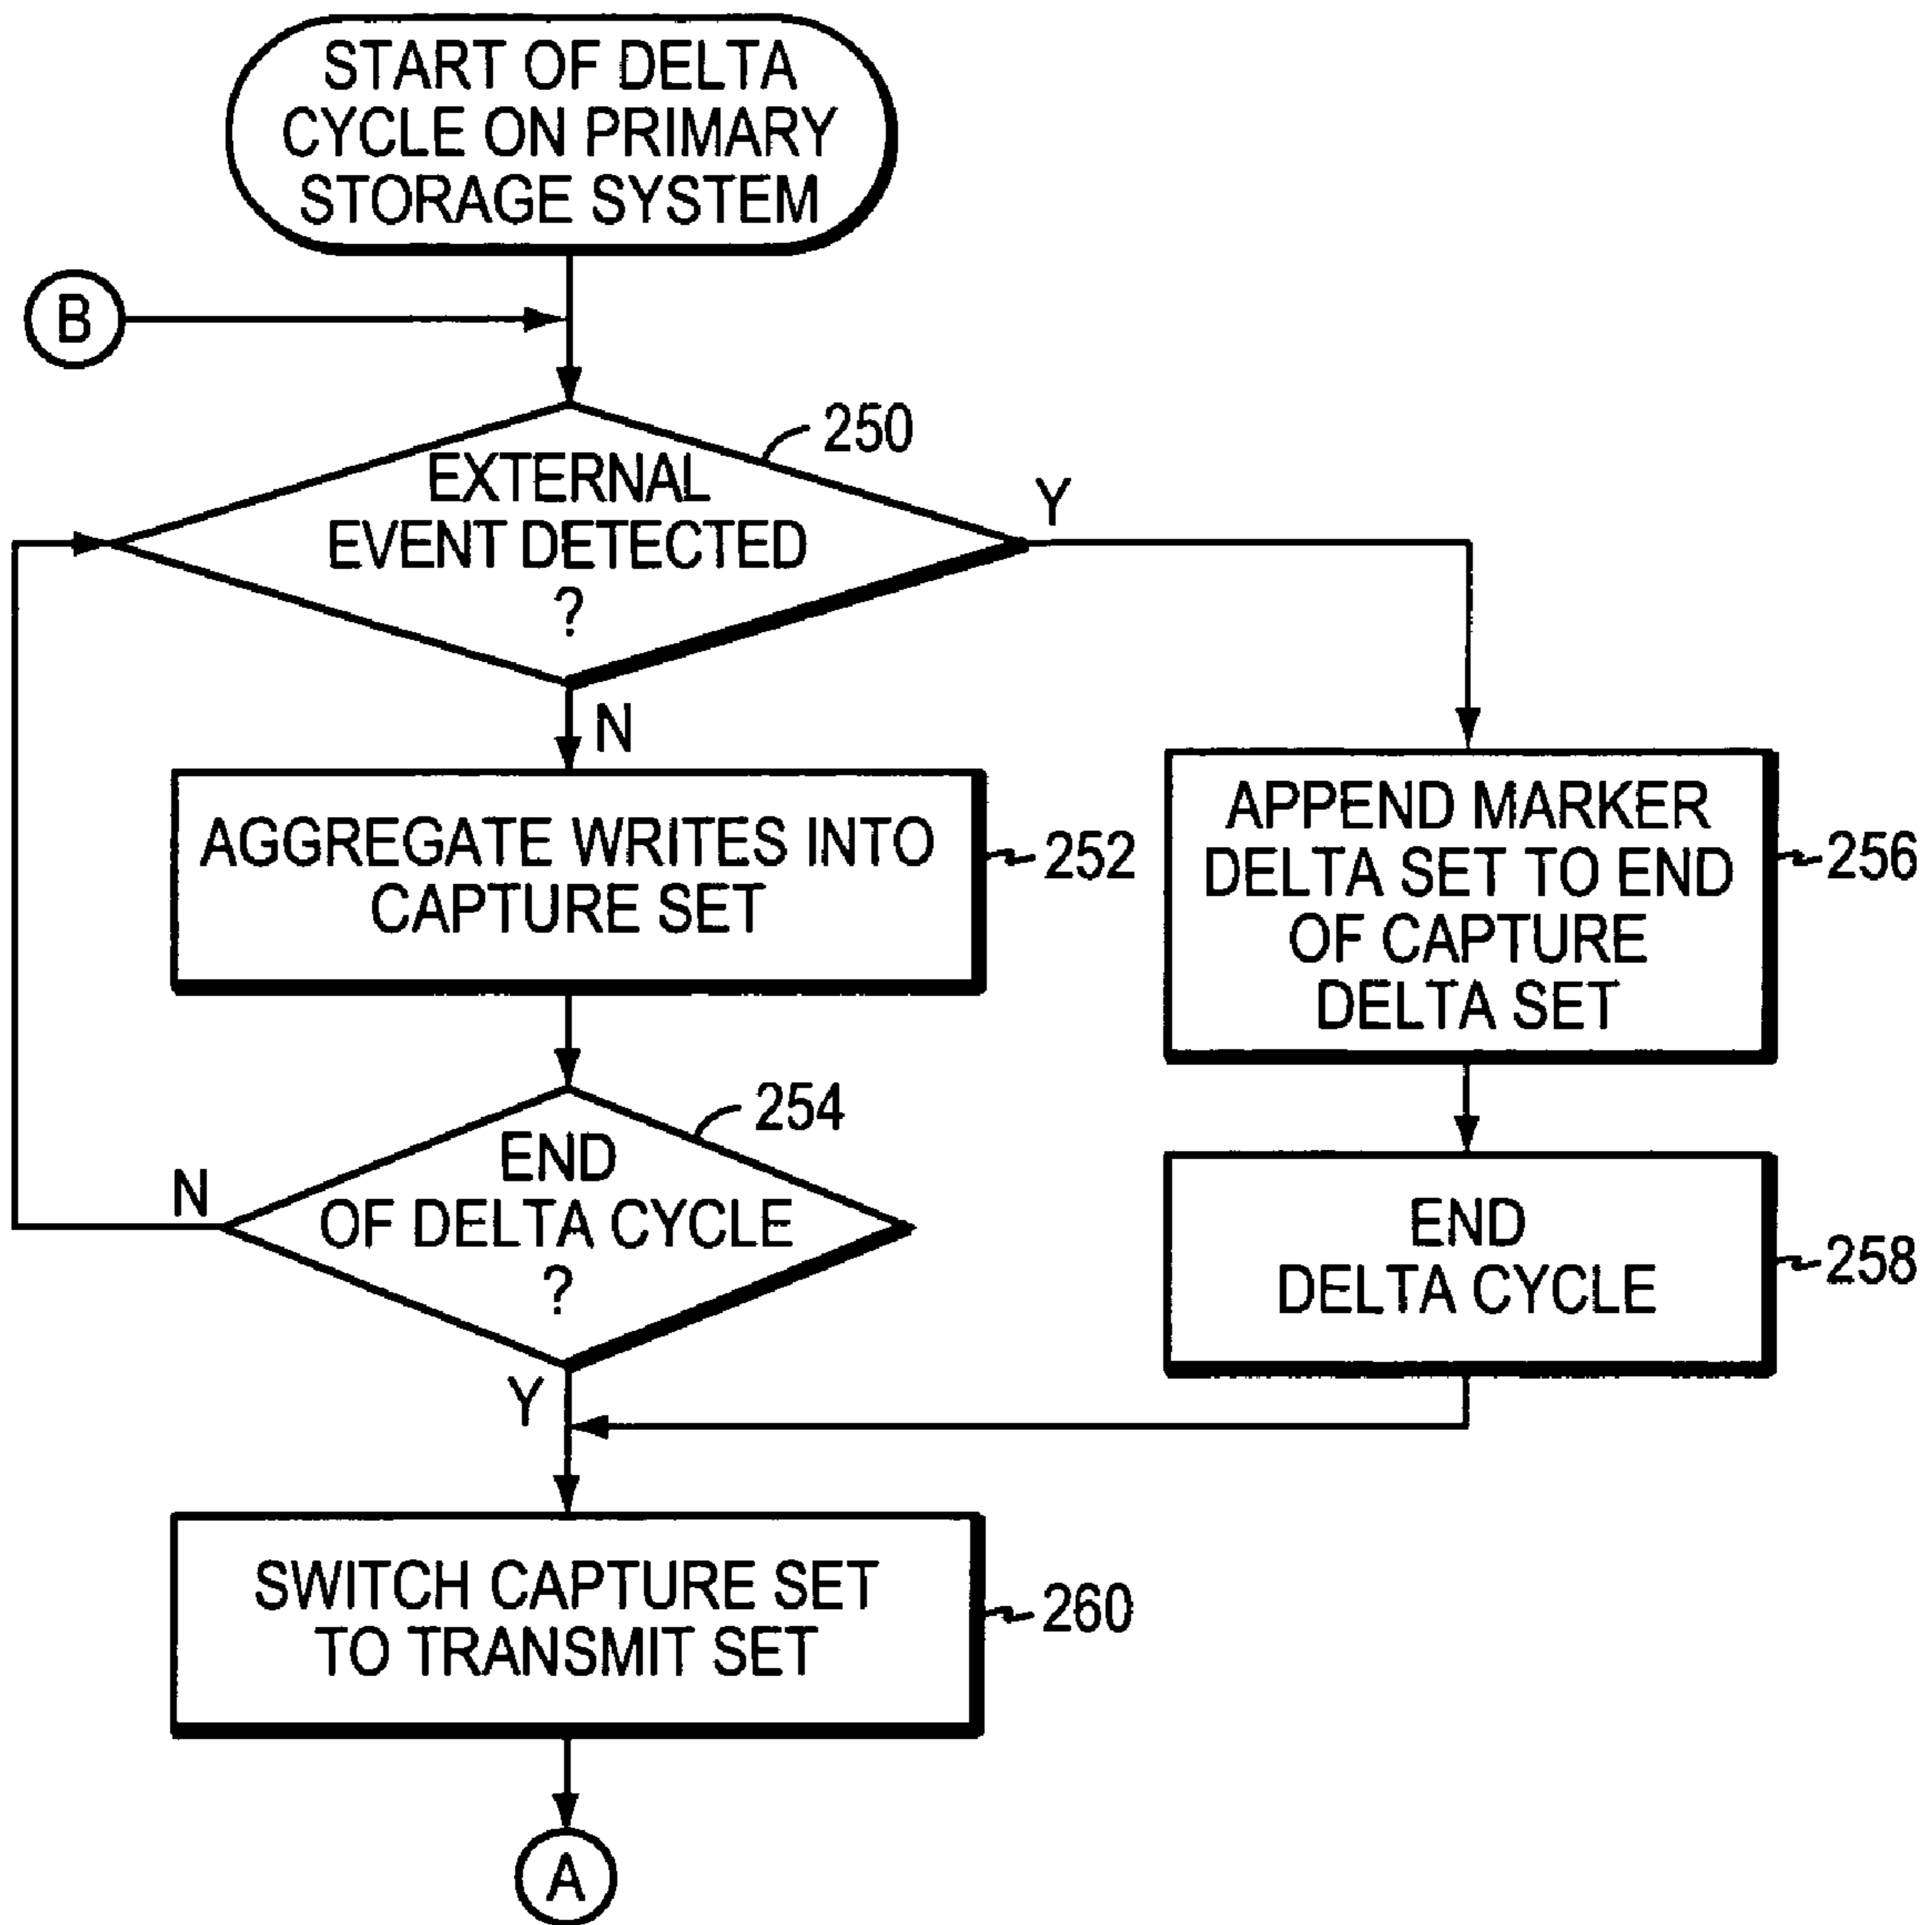 START OF DELTA
CYCLE ON PRIMARY
STORAGE SYSTEM
B
250
EXTERNAL
EVENT DETECTED
?
Y
N
AGGREGATE WRITES INTO
CAPTURE SET
252
APPEND MARKER
DELTA SET TO END
OF CAPTURE
DELTA SET
256
254
END
OF DELTA CYCLE
?
N
Y
END
DELTA CYCLE
258
SWITCH CAPTURE SET
TO TRANSMIT SET
260
A